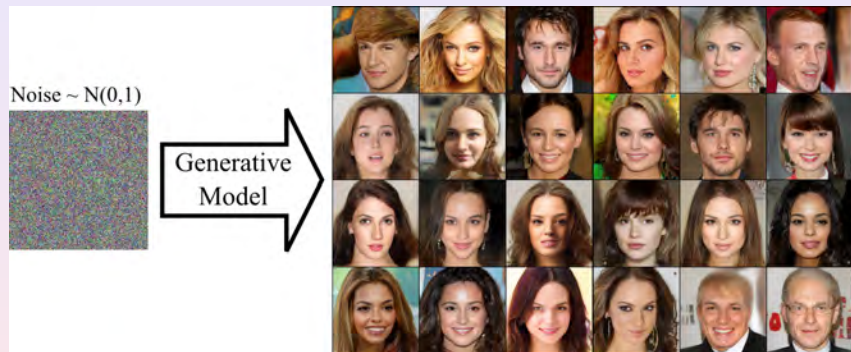 Noise ~ N(0,1)
Generative
Model